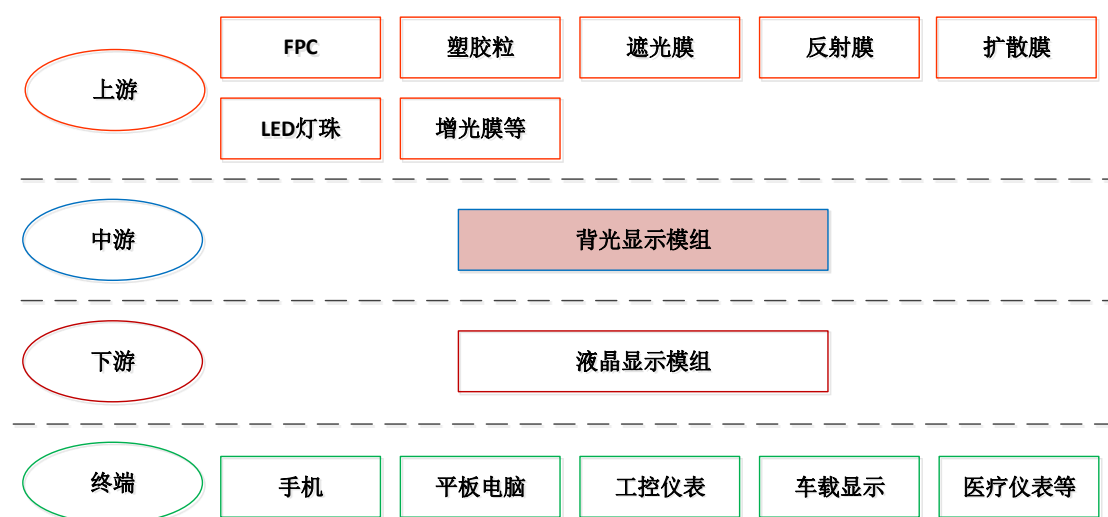 上游
FPC
塑胶粒
遮光膜
反射膜
扩散膜
LED灯珠
增光膜等
中游
背光显示模组
下游
液晶显示模组
终端
手机
平板电脑
工控仪表
车载显示
医疗仪表等